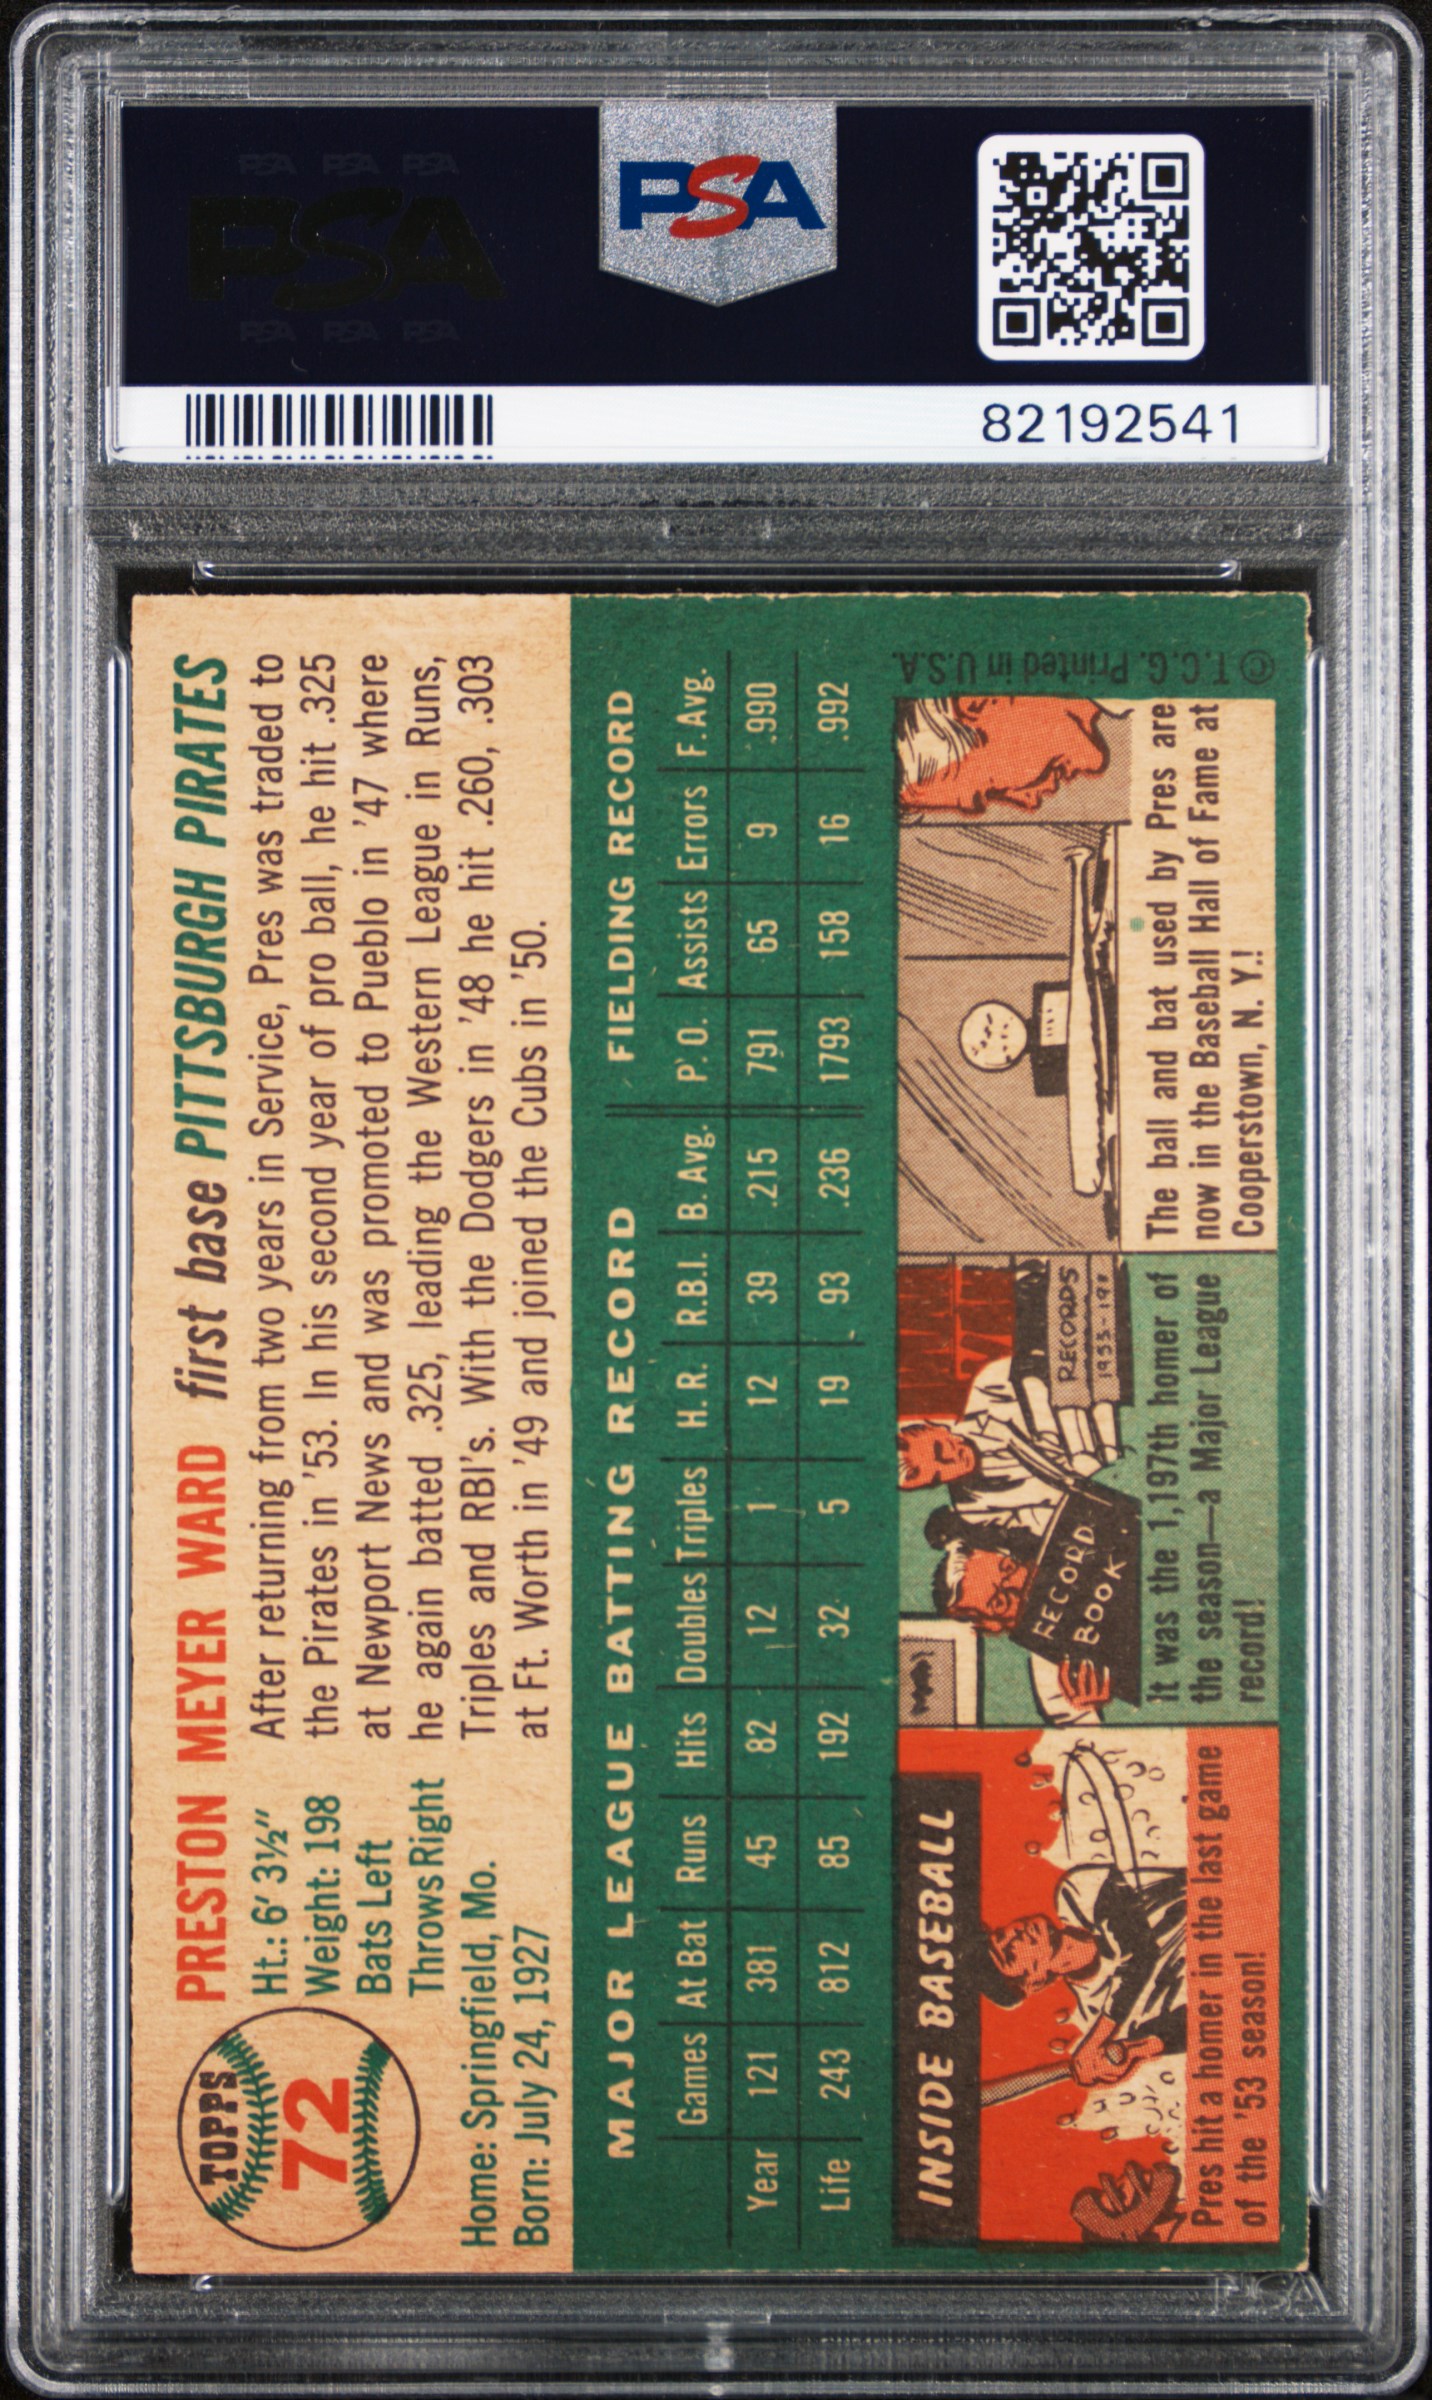 PSA PSA PSA
PSA
PSA PSA PSA
PSA
82192541
TOPPS
72
PRESTON MEYER WARD first base PITTSBURGH PIRATES
Ht.: 6' 3½"
Weight: 198
Bats Left
Throws Right
Home: Springfield, Mo.
Born: July 24, 1927
After returning from two years in Service, Pres was traded to
the Pirates in '53. In his second year of pro ball, he hit .325
at Newport News and was promoted to Pueblo in '47 where
he again batted .325, leading the Western League in Runs,
Triples and RBI's. With the Dodgers in '48 he hit .260, .303
at Ft. Worth in '49 and joined the Cubs in '50.
MAJOR LEAGUE BATTING RECORD FIELDING RECORD
Games At Bat Runs Hits Doubles Triples H. R. R.B.I. B. Avg. P. O. Assists Errors F. Avg.
Year 121 381 45 82 12 1 12 39 .215 791 65 9 .990
Life 243 812 85 192 32 5 19 93 .236 1793 158 16 .992
INSIDE BASEBALL
Pres hit a homer in the last game
of the '53 season!
MAY
RECORD
BOOK
RECORDS
It was the 1,197th homer of
the season—a Major League
record!
The ball and bat used by Pres are
now in the Baseball Hall of Fame at
Cooperstown, N. Y.!
© T.C.G. Printed in U.S.A.
PSA